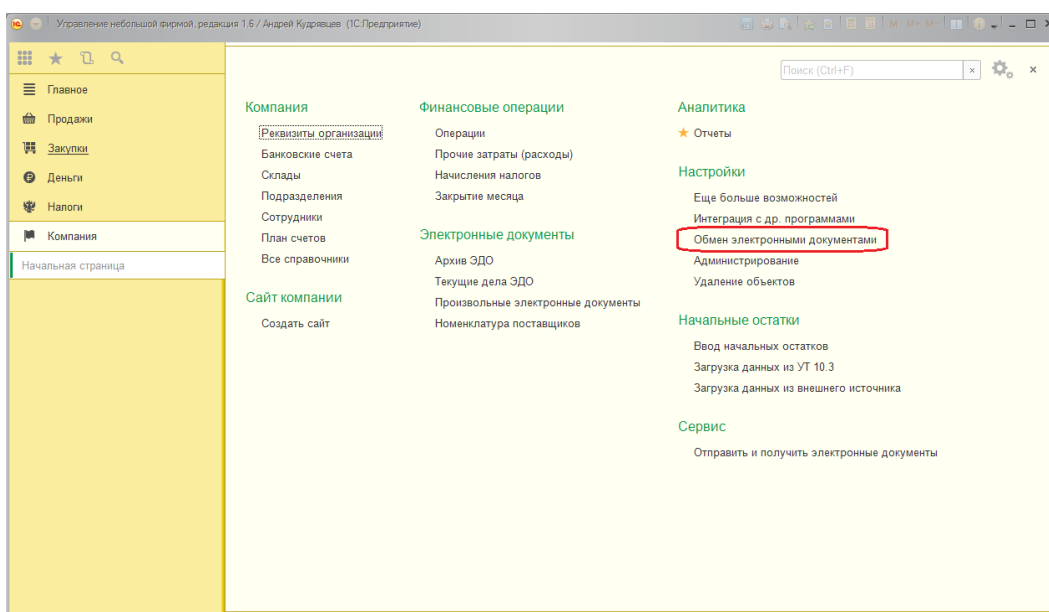 Управление небольшой фирмой, редакция 1.6 / Андрей Кудрявцев (1С:Предприятие)
M M+ M-
Поиск (Ctrl+F)
Главное
Продажи
Закупки
Деньги
Налоги
Компания
Начальная страница
Компания
Реквизиты организации
Банковские счета
Склады
Подразделения
Сотрудники
План счетов
Все справочники
Сайт компании
Создать сайт
Финансовые операции
Операции
Прочие затраты (расходы)
Начисления налогов
Закрытие месяца
Электронные документы
Архив ЭДО
Текущие дела ЭДО
Произвольные электронные документы
Номенклатура поставщиков
Аналитика
Отчеты
Настройки
Еще больше возможностей
Интеграция с др. программами
Обмен электронными документами
Администрирование
Удаление объектов
Начальные остатки
Ввод начальных остатков
Загрузка данных из УТ 10.3
Загрузка данных из внешнего источника
Сервис
Отправить и получить электронные документы